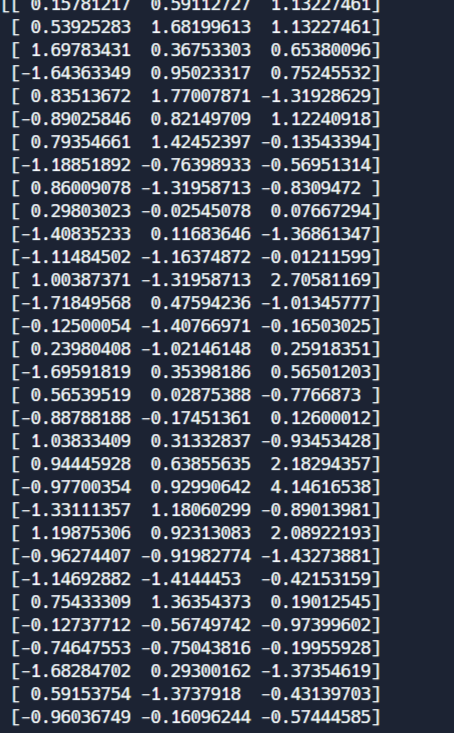 [[ 0.15781217  0.59112727  1.13227461]
[ 0.53925283  1.68199613  1.13227461]
[ 1.69783431  0.36753303  0.65380096]
[-1.64363349  0.95023317  0.75245532]
[ 0.83513672  1.77007871 -1.31928629]
[-0.89025846  0.82149709  1.12240918]
[ 0.79354661  1.42452397 -0.13543394]
[-1.18851892 -0.76398933 -0.56951314]
[ 0.86009078 -1.31958713 -0.8309472 ]
[ 0.29803023 -0.02545078  0.07667294]
[-1.40835233  0.11683646 -1.36861347]
[-1.11484502 -1.16374872 -0.01211599]
[ 1.00387371 -1.31958713  2.70581169]
[-1.71849568  0.47594236 -1.01345777]
[-0.12500054 -1.40766971 -0.16503025]
[ 0.23980408 -1.02146148  0.25918351]
[-1.69591819  0.35398186  0.56501203]
[ 0.56539519  0.02875388 -0.7766873 ]
[-0.88788188 -0.17451361  0.12600012]
[ 1.03833409  0.31332837 -0.93453428]
[ 0.94445928  0.63855635  2.18294357]
[-0.97700354  0.92990642  4.14616538]
[-1.33111357  1.18060299 -0.89013981]
[ 1.19875306  0.92313083  2.08922193]
[-0.96274407 -0.91982774 -1.43273881]
[-1.14692882 -1.4144453  -0.42153159]
[ 0.75433309  1.36354373  0.19012545]
[-0.12737712 -0.56749742 -0.97399602]
[-0.74647553 -0.75043816 -0.19955928]
[-1.68284702  0.29300162 -1.37354619]
[ 0.59153754 -1.3737918  -0.43139703]
[-0.96036749 -0.16096244 -0.57444585]